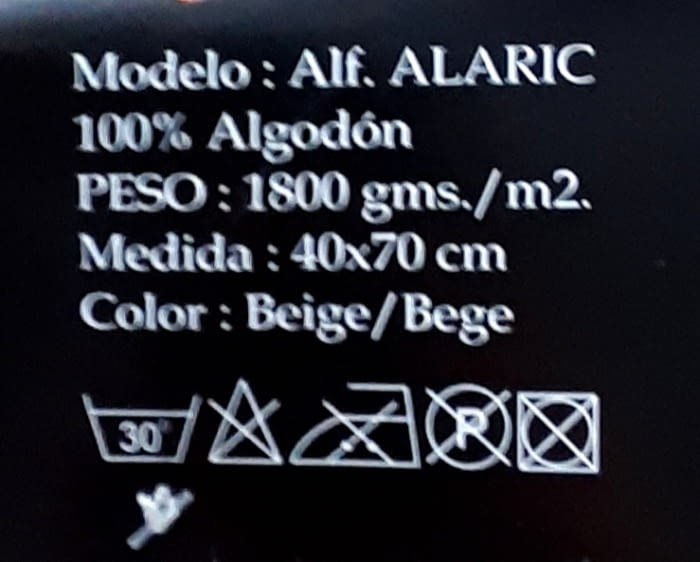 Modelo : Alf. ALARIC
100% Algodón
PESO : 1800 gms./m2.
Medida : 40x70 cm
Color : Beige/Bege
30° P